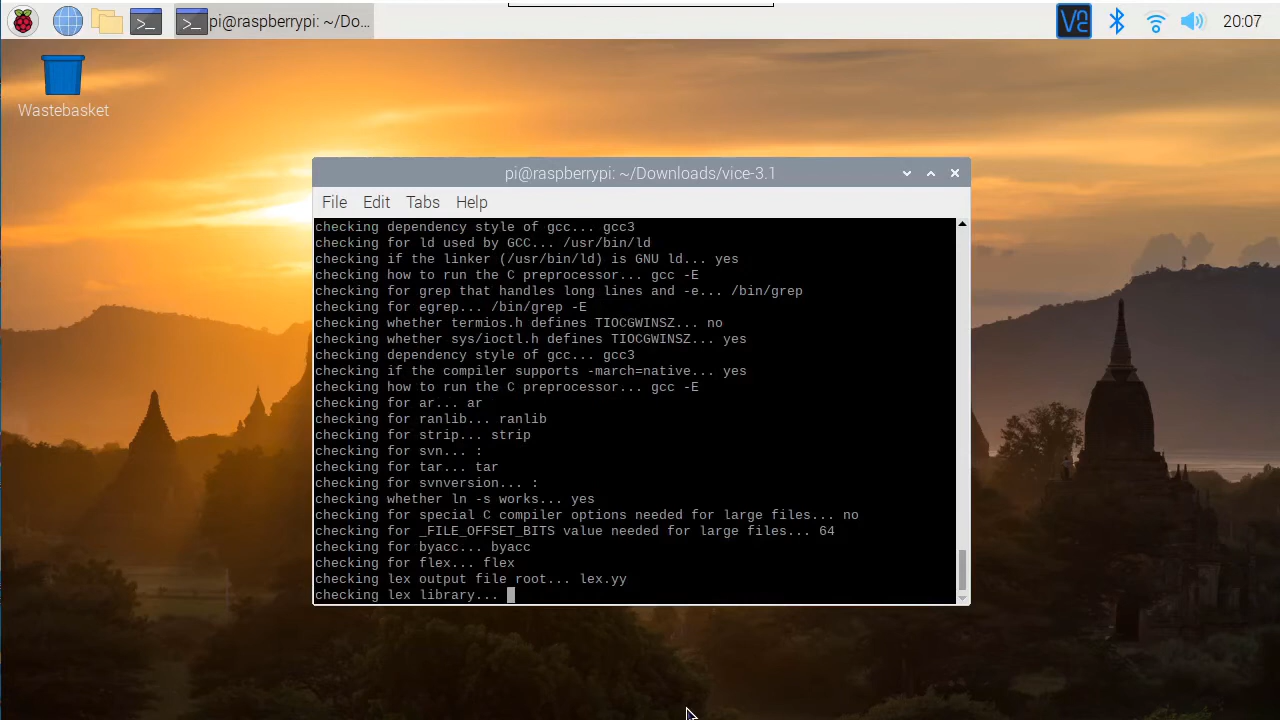 pi@raspberrypi: ~/Do...
20:07
Wastebasket
pi@raspberrypi: ~/Downloads/vice-3.1
File Edit Tabs Help
checking dependency style of gcc... gcc3
checking for ld used by GCC... /usr/bin/ld
checking if the linker (/usr/bin/ld) is GNU ld... yes
checking how to run the C preprocessor... gcc -E
checking for grep that handles long lines and -e... /bin/grep
checking for egrep... /bin/grep -E
checking whether termios.h defines TIOCGWINSZ... no
checking whether sys/ioctl.h defines TIOCGWINSZ... yes
checking dependency style of gcc... gcc3
checking if the compiler supports -march=native... yes
checking how to run the C preprocessor... gcc -E
checking for ar... ar
checking for ranlib... ranlib
checking for strip... strip
checking for svn... :
checking for tar... tar
checking for svnversion... :
checking whether ln -s works... yes
checking for special C compiler options needed for large files... no
checking for _FILE_OFFSET_BITS value needed for large files... 64
checking for byacc... byacc
checking for flex... flex
checking lex output file root... lex.yy
checking lex library...